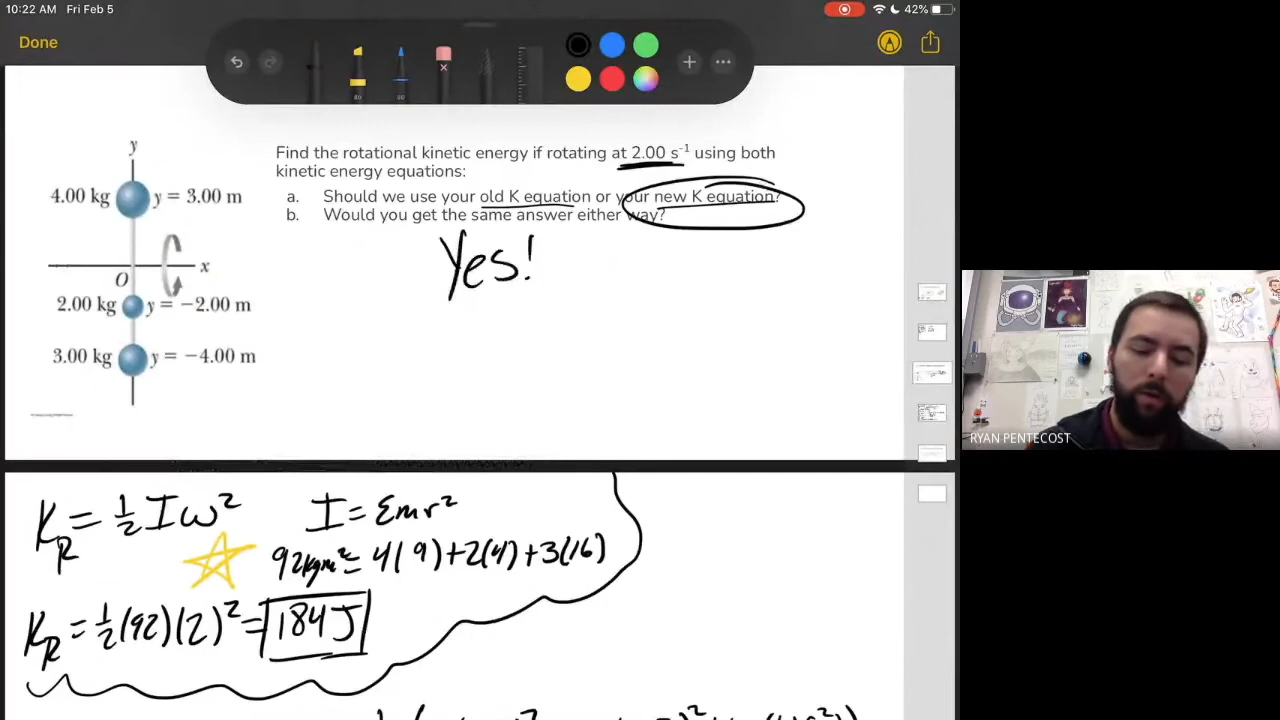 10:22 AM Fri Feb 5
42%
Done
80
80
Find the rotational kinetic energy if rotating at 2.00 s⁻¹ using both
kinetic energy equations:
a. Should we use your old K equation or your new K equation?
b. Would you get the same answer either way?
Yes!
y
4.00 kg
y = 3.00 m
x
O
2.00 kg
y = −2.00 m
3.00 kg
y = −4.00 m
K_R = ½Iω²
I = Σmr²
92kgm² = 4(9)+2(4)+3(16)
K_R = ½(92)(2)² = 184J
RYAN PENTECOST